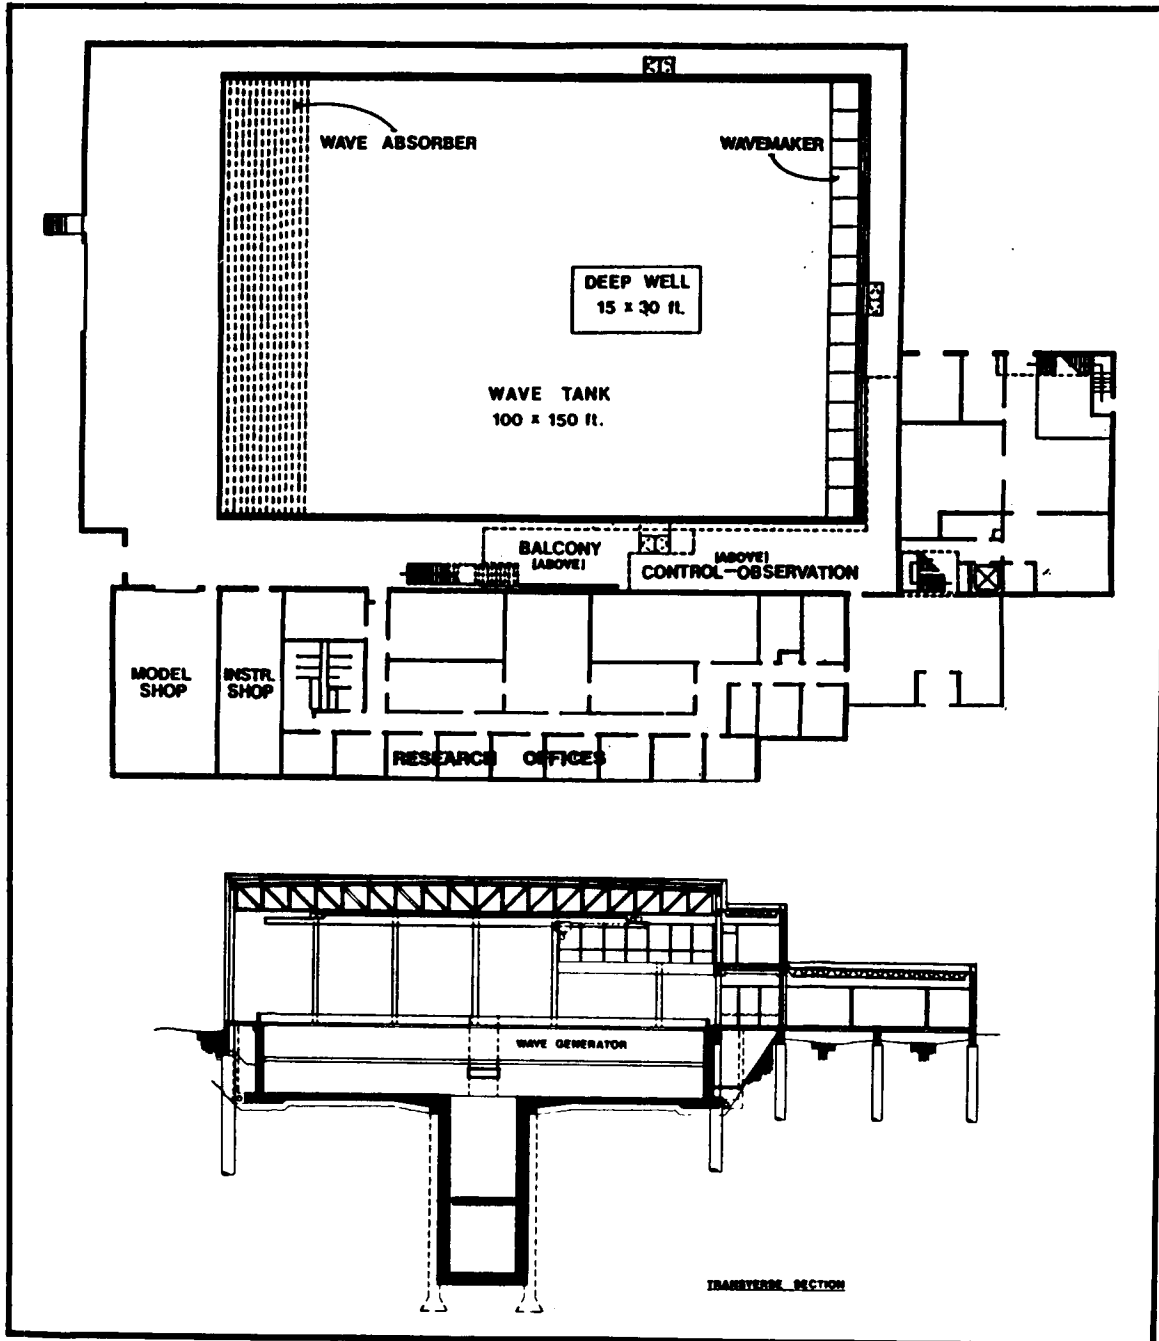 WAVE ABSORBER
WAVEMAKER
DEEP WELL
15 x 30 ft.
WAVE TANK
100 x 150 ft.
BALCONY
[ABOVE]
[ABOVE]
CONTROL-OBSERVATION
MODEL
SHOP
INSTR.
SHOP
RESEARCH OFFICES
WAVE GENERATOR
TRANSVERSE SECTION